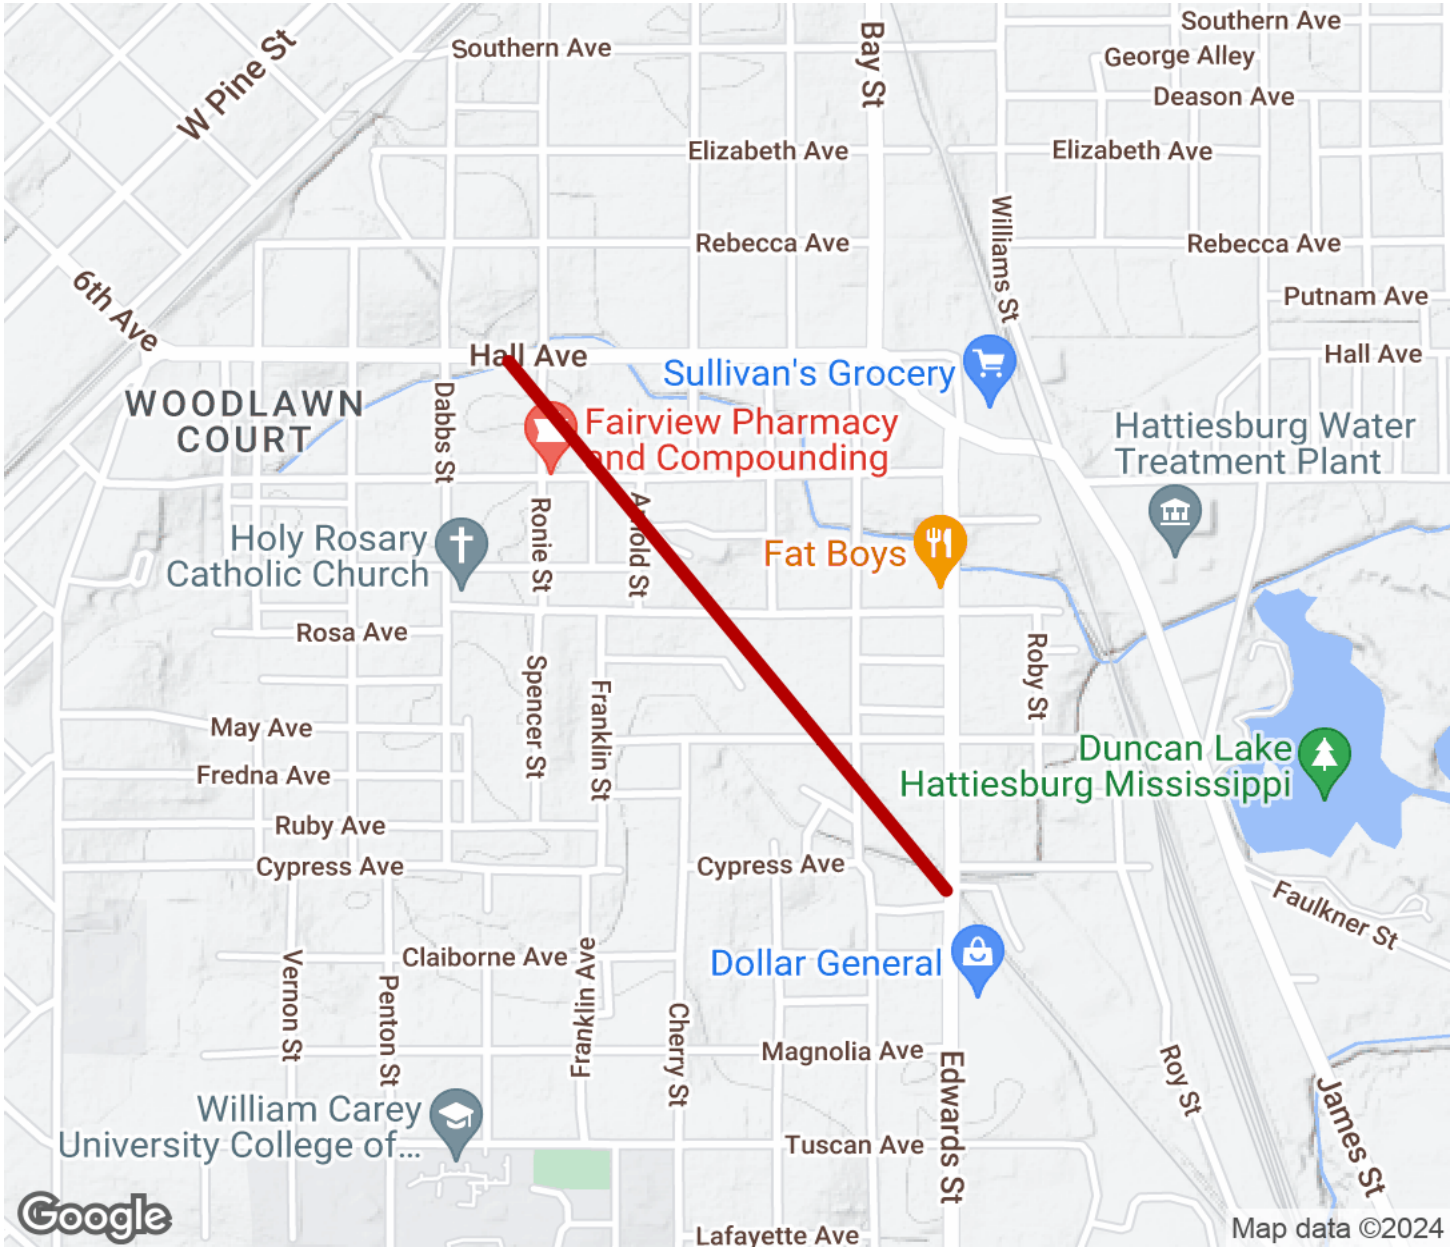 Southern Ave
Bay St
Southern Ave
George Alley
W Pine St
Deason Ave
Elizabeth Ave
Elizabeth Ave
Williams St
Rebecca Ave
Rebecca Ave
6th Ave
Putnam Ave
Hall Ave
Hall Ave
Sullivan's Grocery
WOODLAWN
COURT
Dabbs St
Fairview Pharmacy
and Compounding
Hattiesburg Water
Treatment Plant
Ronie St
Arnold St
Holy Rosary
Catholic Church
Fat Boys
Rosa Ave
Roby St
Spencer St
Franklin St
May Ave
Duncan Lake
Hattiesburg Mississippi
Fredna Ave
Ruby Ave
Cypress Ave
Cypress Ave
Faulkner St
Claiborne Ave
Dollar General
Vernon St
Penton St
Franklin Ave
Cherry St
Magnolia Ave
Edwards St
Roy St
James St
William Carey
University College of...
Tuscan Ave
Lafayette Ave
Google
Map data ©2024